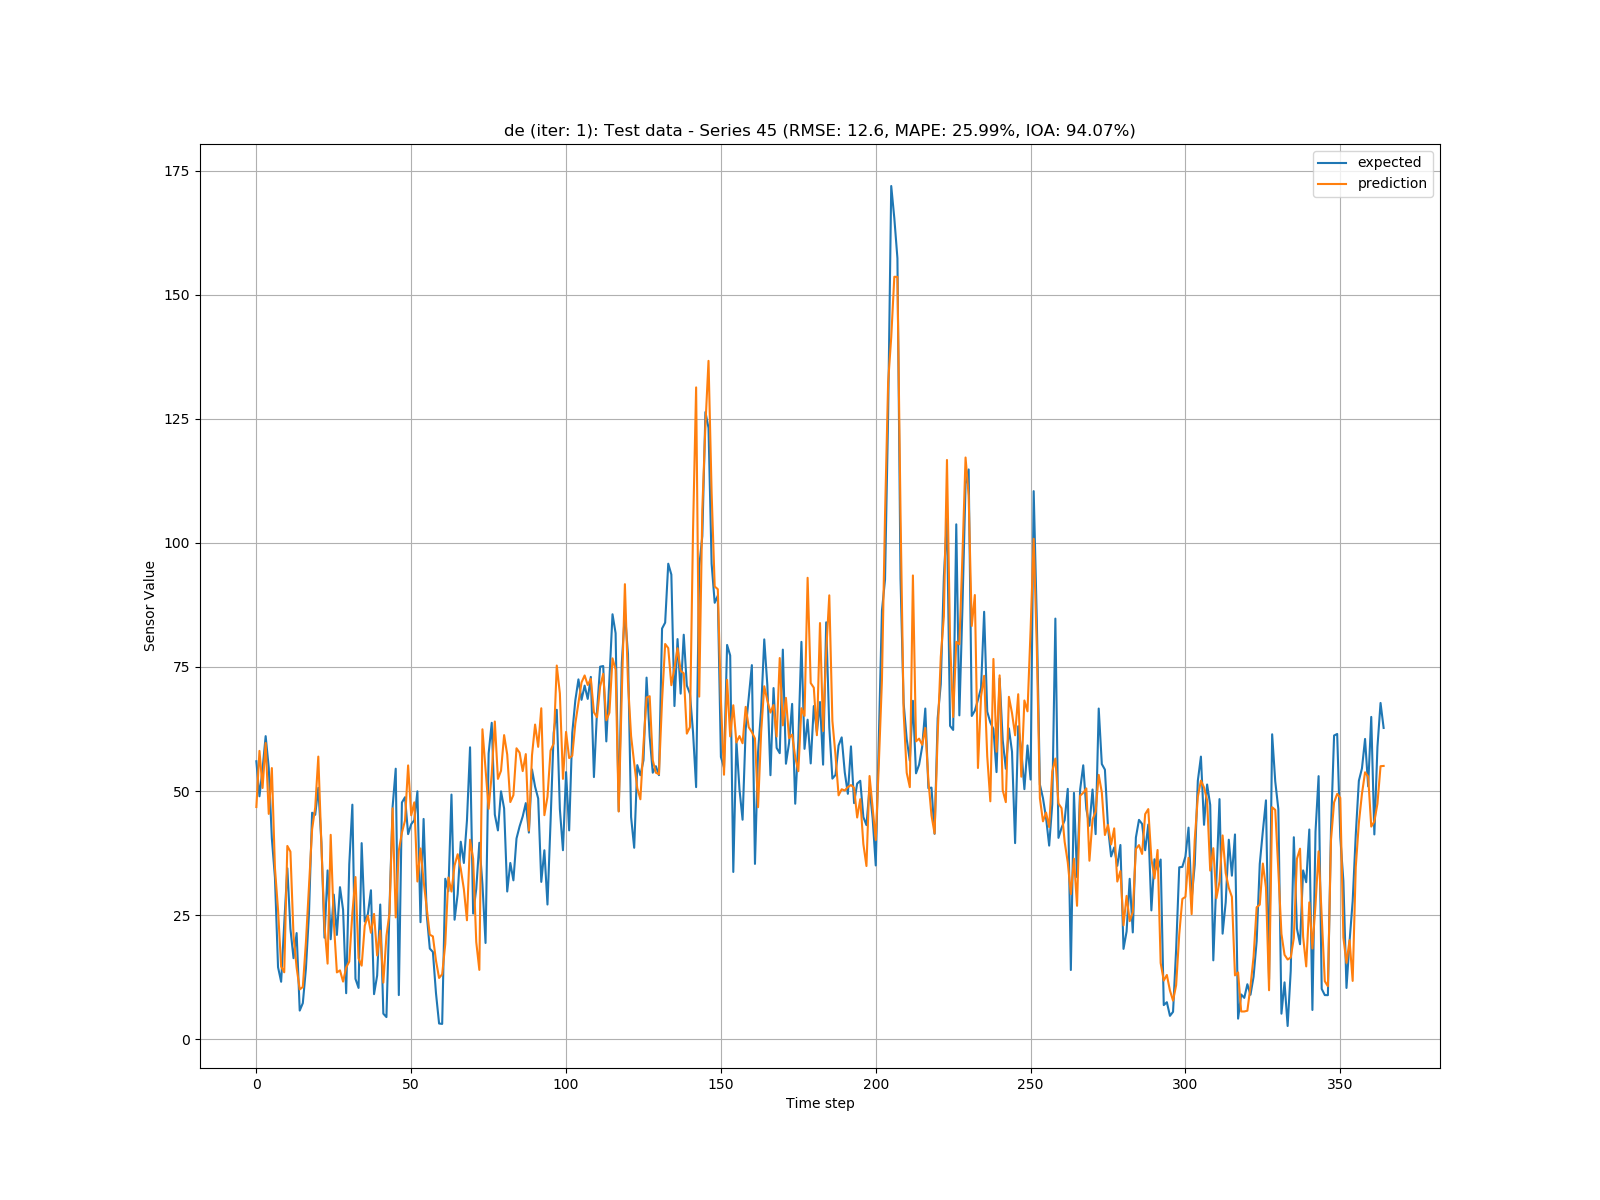 de (iter: 1): Test data - Series 45 (RMSE: 12.6, MAPE: 25.99%, IOA: 94.07%)
expected
prediction
175
150
125
100
75
50
25
0
Sensor Value
0 50 100 150 200 250 300 350
Time step